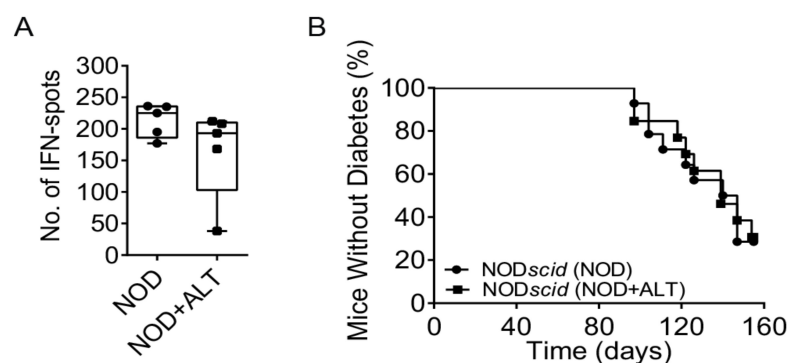 A
No. of IFN-spots
300
250
200
150
100
50
0
NOD
NOD+ALT
B
Mice Without Diabetes (%)
100
80
60
40
20
0
NODscid (NOD)
NODscid (NOD+ALT)
0 40 80 120 160
Time (days)